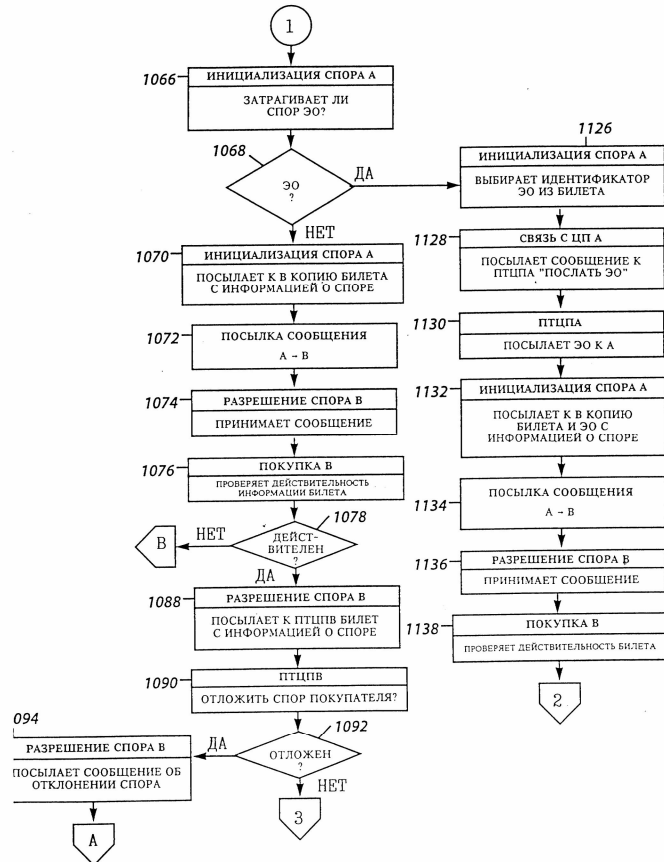 1
1066
ИНИЦИАЛИЗАЦИЯ СПОРА А
ЗАТРАГИВАЕТ ЛИ
СПОР ЭО?
1068
ЭО
?
ДА
НЕТ
1070
ИНИЦИАЛИЗАЦИЯ СПОРА А
ПОСЫЛАЕТ К В КОПИЮ БИЛЕТА
С ИНФОРМАЦИЕЙ О СПОРЕ
1072
ПОСЫЛКА СООБЩЕНИЯ
А → В
1074
РАЗРЕШЕНИЕ СПОРА В
ПРИНИМАЕТ СООБЩЕНИЕ
1076
ПОКУПКА В
ПРОВЕРЯЕТ ДЕЙСТВИТЕЛЬНОСТЬ
ИНФОРМАЦИИ БИЛЕТА
1078
ДЕЙСТ-
ВИТЕЛЕН
?
НЕТ
В
ДА
1088
РАЗРЕШЕНИЕ СПОРА В
ПОСЫЛАЕТ К ПТЦПВ БИЛЕТ
С ИНФОРМАЦИЕЙ О СПОРЕ
1090
ПТЦПВ
ОТЛОЖИТЬ СПОР ПОКУПАТЕЛЯ?
1092
ОТЛОЖЕН
?
ДА
НЕТ
3
094
РАЗРЕШЕНИЕ СПОРА В
ПОСЫЛАЕТ СООБЩЕНИЕ ОБ
ОТКЛОНЕНИИ СПОРА
А
1126
ИНИЦИАЛИЗАЦИЯ СПОРА А
ВЫБИРАЕТ ИДЕНТИФИКАТОР
ЭО ИЗ БИЛЕТА
1128
СВЯЗЬ С ЦП А
ПОСЫЛАЕТ СООБЩЕНИЕ К
ПТЦПА "ПОСЛАТЬ ЭО"
1130
ПТЦПА
ПОСЫЛАЕТ ЭО К А
1132
ИНИЦИАЛИЗАЦИЯ СПОРА А
ПОСЫЛАЕТ К В КОПИЮ
БИЛЕТА И ЭО С
ИНФОРМАЦИЕЙ О СПОРЕ
1134
ПОСЫЛКА СООБЩЕНИЯ
А → В
1136
РАЗРЕШЕНИЕ СПОРА В
ПРИНИМАЕТ СООБЩЕНИЕ
1138
ПОКУПКА В
ПРОВЕРЯЕТ ДЕЙСТВИТЕЛЬНОСТЬ БИЛЕТА
2